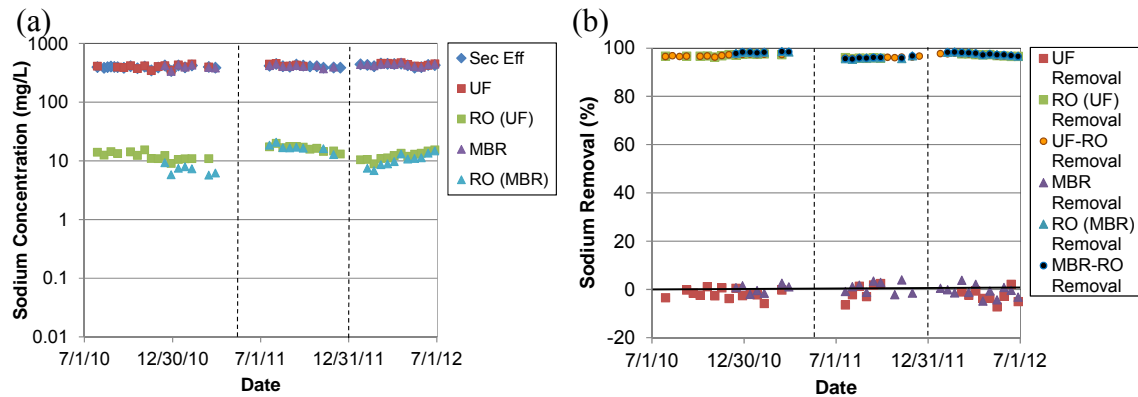 (a)
Sodium Concentration (mg/L)
1000
100
10
1
0.1
0.01
7/1/10
12/30/10
7/1/11
12/31/11
7/1/12
Date
Sec Eff
UF
RO (UF)
MBR
RO (MBR)
(b)
Sodium Removal (%)
100
80
60
40
20
0
-20
7/1/10
12/30/10
7/1/11
12/31/11
7/1/12
Date
UF
Removal
RO (UF)
Removal
UF-RO
Removal
MBR
Removal
RO (MBR)
Removal
MBR-RO